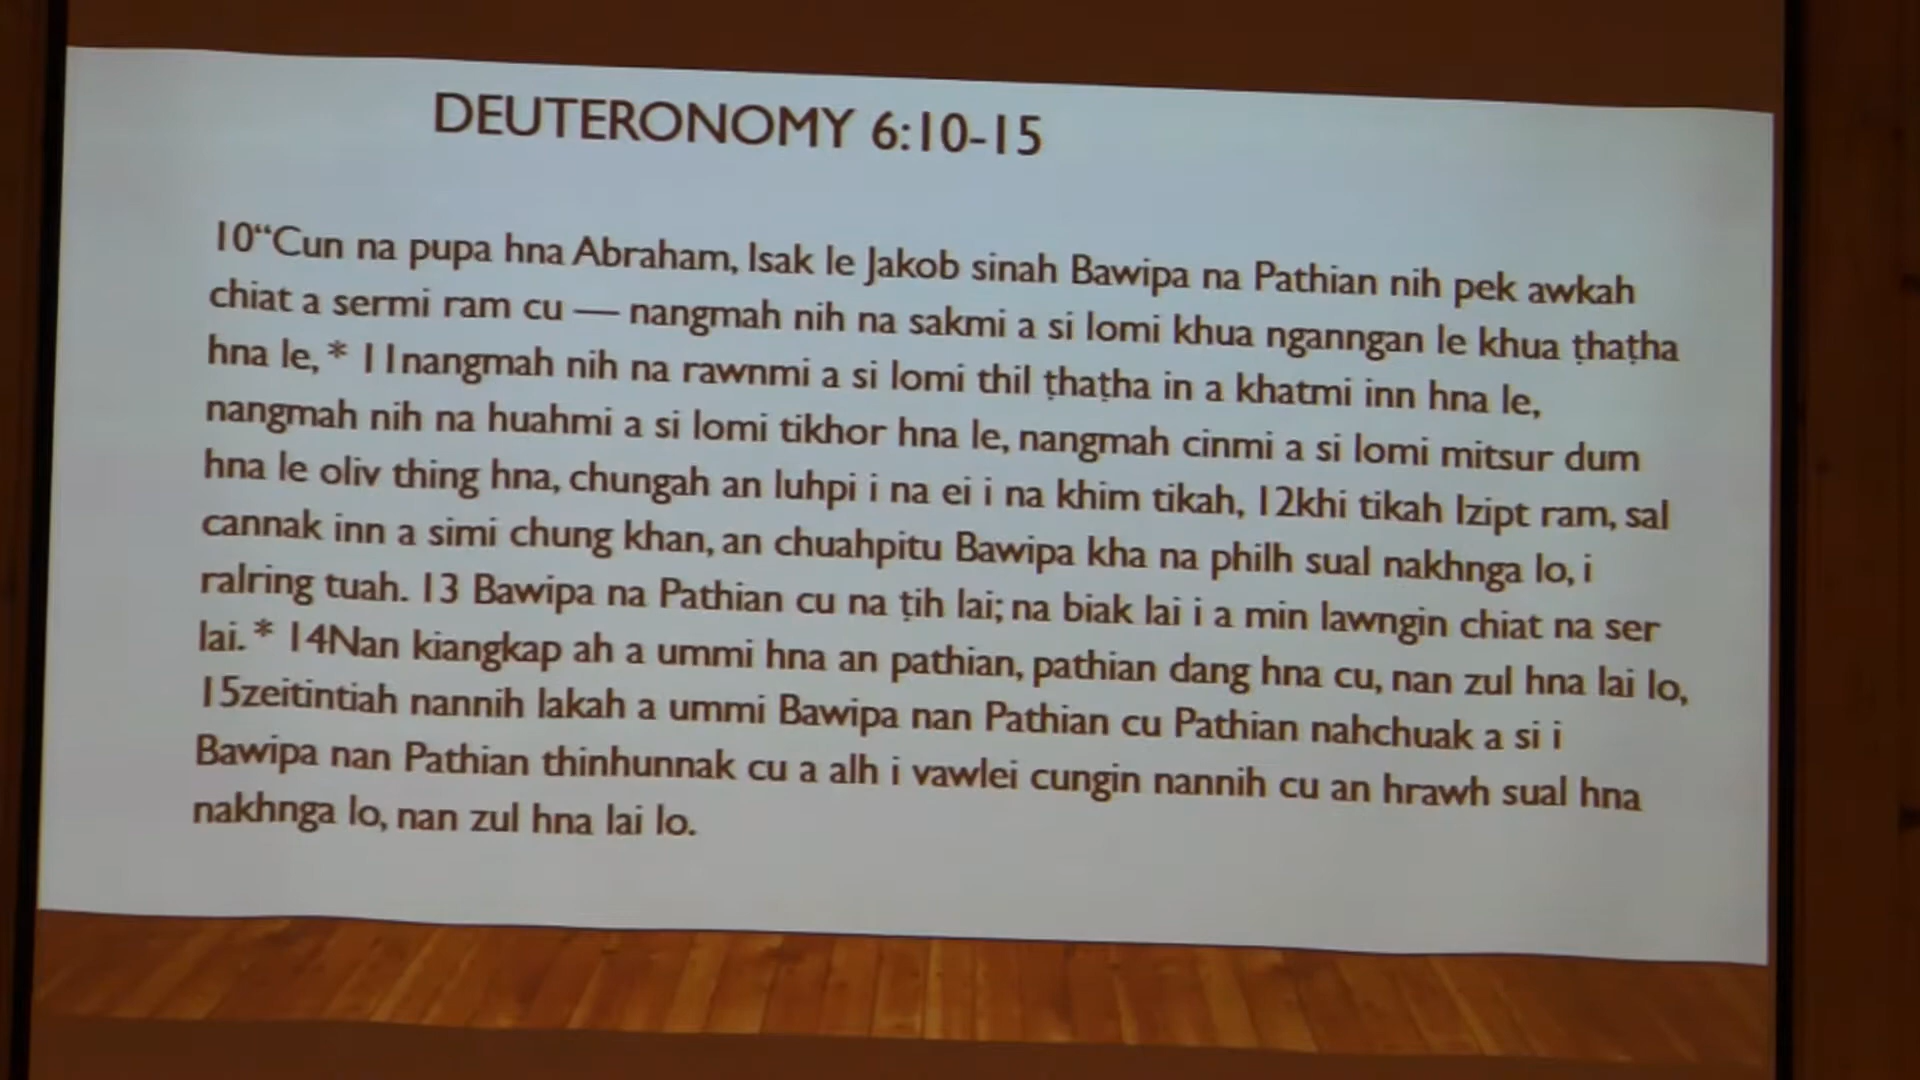 DEUTERONOMY 6:10-15
10“Cun na pupa hna Abraham, Isak le Jakob sinah Bawipa na Pathian nih pek awkah
chiat a sermi ram cu — nangmah nih na sakmi a si lomi khua nganngan le khua ṭhaṭha
hna le, * 11nangmah nih na rawnmi a si lomi thil ṭhaṭha in a khatmi inn hna le,
nangmah nih na huahmi a si lomi tikhor hna le, nangmah cinmi a si lomi mitsur dum
hna le oliv thing hna, chungah an luhpi i na ei i na khim tikah, 12khi tikah Izipt ram, sal
cannak inn a simi chung khan, an chuahpitu Bawipa kha na philh sual nakhnga lo, i
ralring tuah. 13 Bawipa na Pathian cu na ṭih lai; na biak lai i a min lawngin chiat na ser
lai. * 14Nan kiangkap ah a ummi hna an pathian, pathian dang hna cu, nan zul hna lai lo,
15zeitintiah nannih lakah a ummi Bawipa nan Pathian cu Pathian nahchuak a si i
Bawipa nan Pathian thinhunnak cu a alh i vawlei cungin nannih cu an hrawh sual hna
nakhnga lo, nan zul hna lai lo.